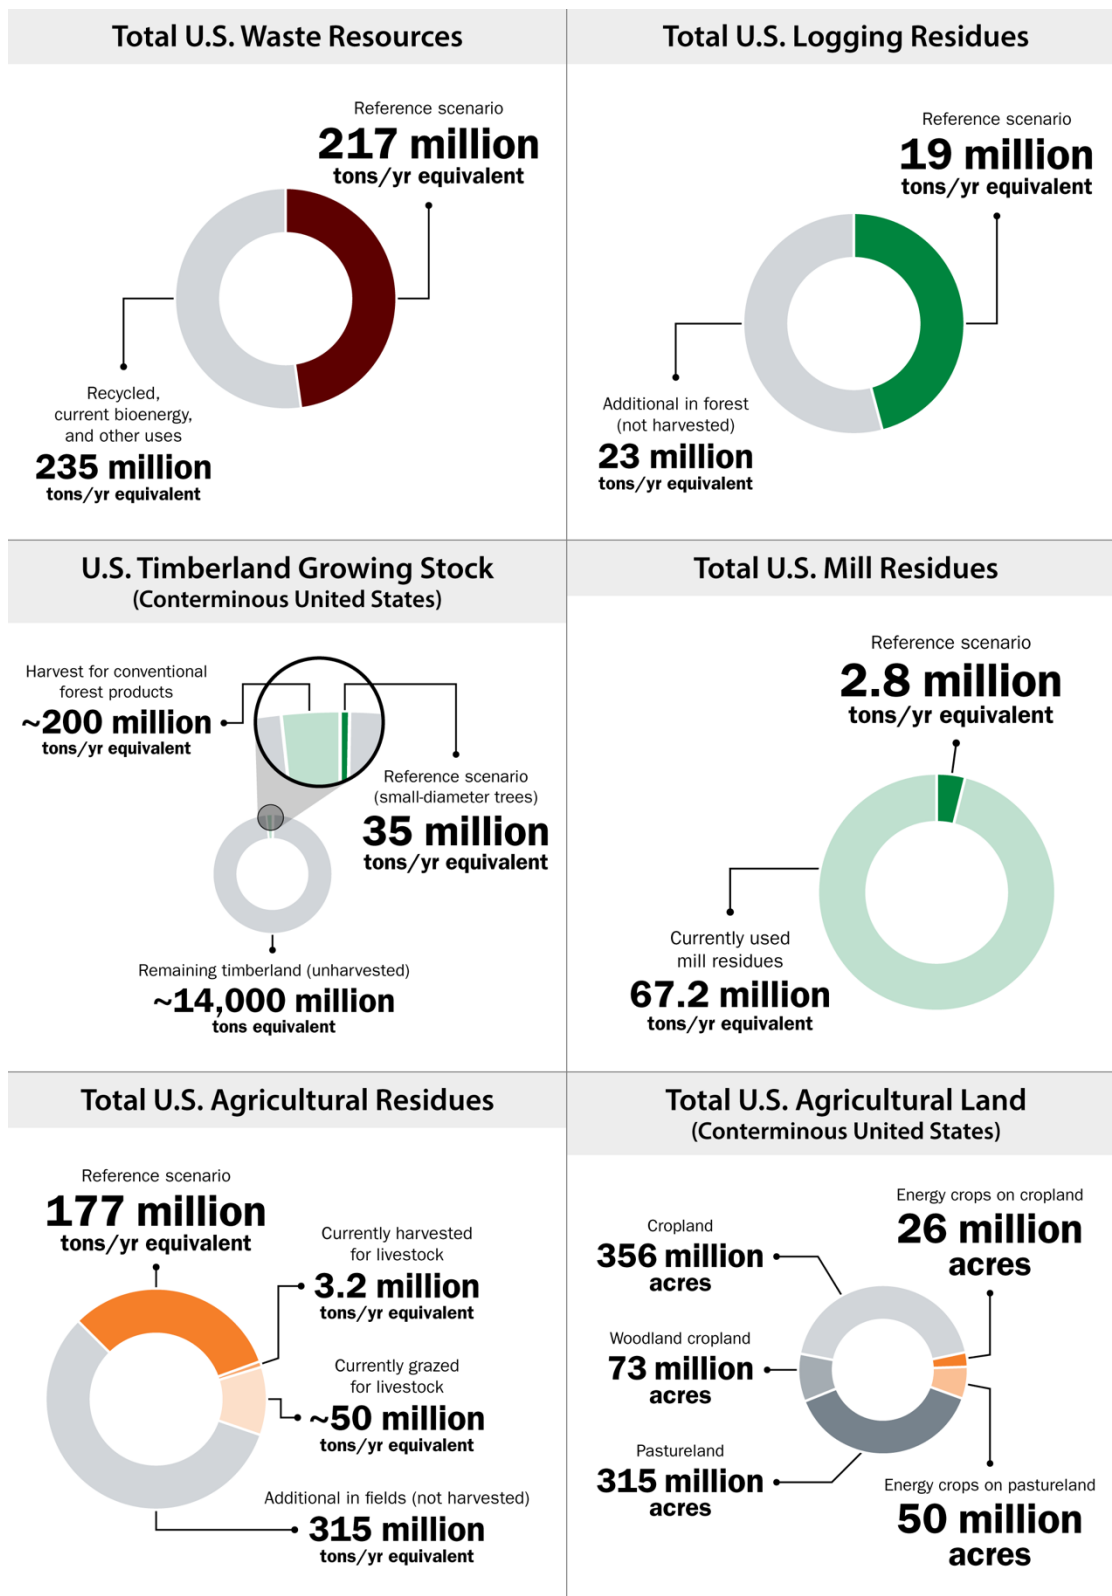 Total U.S. Waste Resources
Reference scenario
217 million
tons/yr equivalent
Recycled,
current bioenergy,
and other uses
235 million
tons/yr equivalent
Total U.S. Logging Residues
Reference scenario
19 million
tons/yr equivalent
Additional in forest
(not harvested)
23 million
tons/yr equivalent
U.S. Timberland Growing Stock
(Conterminous United States)
Harvest for conventional
forest products
~200 million
tons/yr equivalent
Reference scenario
(small-diameter trees)
35 million
tons/yr equivalent
Remaining timberland (unharvested)
~14,000 million
tons equivalent
Total U.S. Mill Residues
Reference scenario
2.8 million
tons/yr equivalent
Currently used
mill residues
67.2 million
tons/yr equivalent
Total U.S. Agricultural Residues
Reference scenario
177 million
tons/yr equivalent
Currently harvested
for livestock
3.2 million
tons/yr equivalent
Currently grazed
for livestock
~50 million
tons/yr equivalent
Additional in fields (not harvested)
315 million
tons/yr equivalent
Total U.S. Agricultural Land
(Conterminous United States)
Cropland
356 million
acres
Energy crops on cropland
26 million
acres
Woodland cropland
73 million
acres
Pastureland
315 million
acres
Energy crops on pastureland
50 million
acres